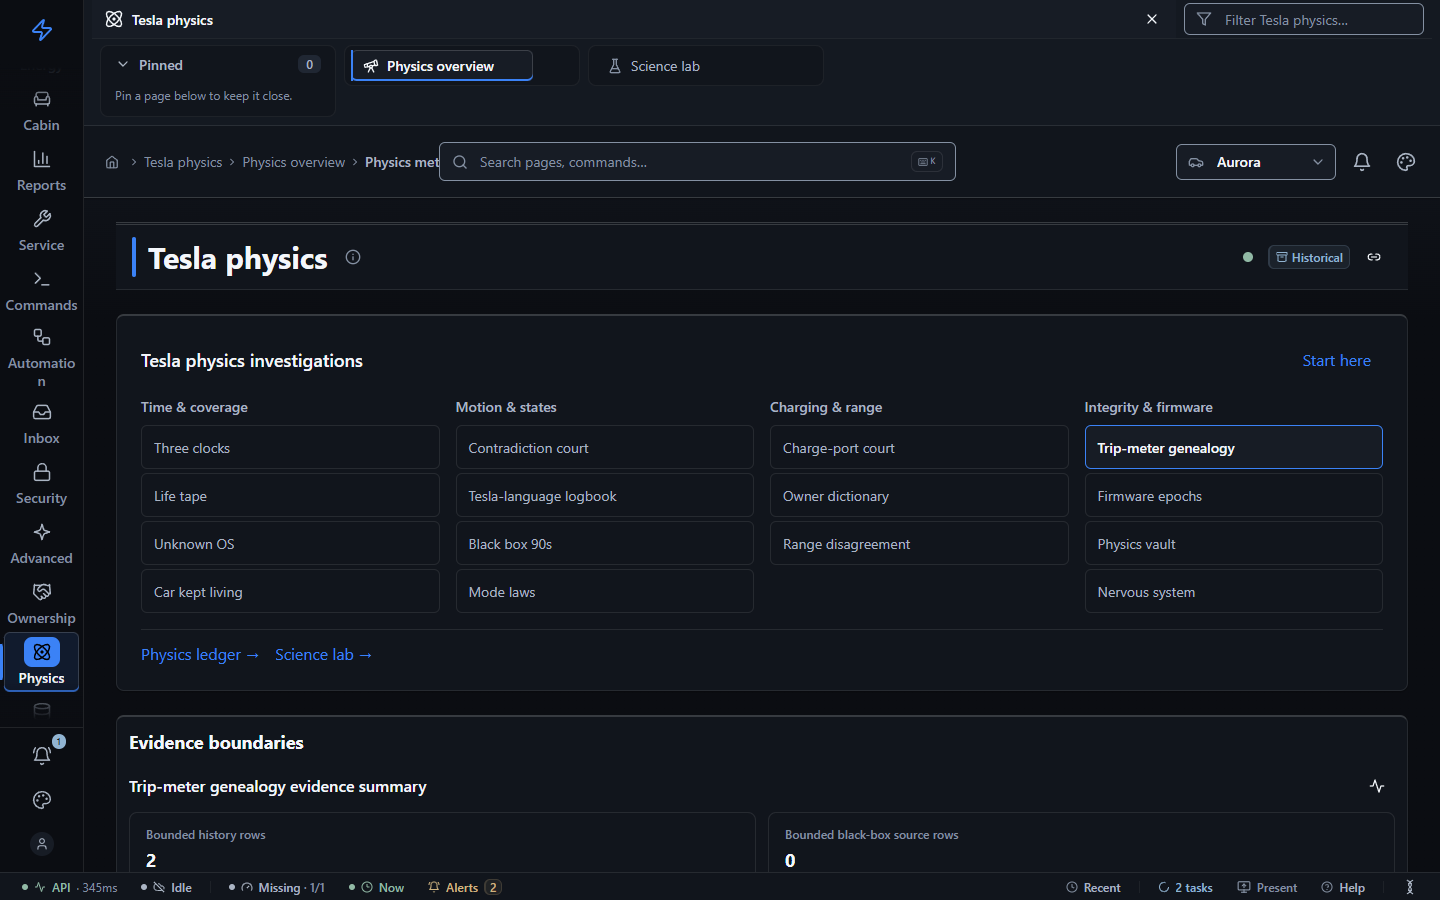 Tesla physics
Filter Tesla physics...
Pinned
0
Pin a page below to keep it close.
Physics overview
Science lab
Cabin
Reports
Service
Commands
Automatio
n
Inbox
Security
Advanced
Ownership
Physics
1
Tesla physics
Physics overview
Physics met
Search pages, commands...
K
Aurora
Tesla physics
Historical
Tesla physics investigations
Start here
Time & coverage
Motion & states
Charging & range
Integrity & firmware
Three clocks
Contradiction court
Charge-port court
Trip-meter genealogy
Life tape
Tesla-language logbook
Owner dictionary
Firmware epochs
Unknown OS
Black box 90s
Range disagreement
Physics vault
Car kept living
Mode laws
Nervous system
Physics ledger →
Science lab →
Evidence boundaries
Trip-meter genealogy evidence summary
Bounded history rows
2
Bounded black-box source rows
0
API · 345ms
Idle
Missing · 1/1
Now
Alerts 2
Recent
2 tasks
Present
Help